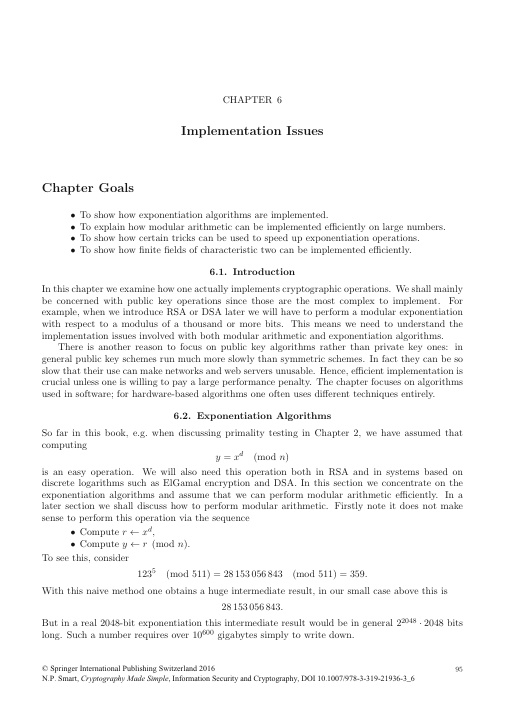 CHAPTER 6
Implementation Issues
Chapter Goals
• To show how exponentiation algorithms are implemented.
• To explain how modular arithmetic can be implemented efficiently on large numbers.
• To show how certain tricks can be used to speed up exponentiation operations.
• To show how finite fields of characteristic two can be implemented efficiently.
6.1. Introduction
In this chapter we examine how one actually implements cryptographic operations. We shall mainly
be concerned with public key operations since those are the most complex to implement. For
example, when we introduce RSA or DSA later we will have to perform a modular exponentiation
with respect to a modulus of a thousand or more bits. This means we need to understand the
implementation issues involved with both modular arithmetic and exponentiation algorithms.
There is another reason to focus on public key algorithms rather than private key ones: in
general public key schemes run much more slowly than symmetric schemes. In fact they can be so
slow that their use can make networks and web servers unusable. Hence, efficient implementation is
crucial unless one is willing to pay a large performance penalty. The chapter focuses on algorithms
used in software; for hardware-based algorithms one often uses different techniques entirely.
6.2. Exponentiation Algorithms
So far in this book, e.g. when discussing primality testing in Chapter 2, we have assumed that
computing
y = x^d (mod n)
is an easy operation. We will also need this operation both in RSA and in systems based on
discrete logarithms such as ElGamal encryption and DSA. In this section we concentrate on the
exponentiation algorithms and assume that we can perform modular arithmetic efficiently. In a
later section we shall discuss how to perform modular arithmetic. Firstly note it does not make
sense to perform this operation via the sequence
• Compute r ← x^d,
• Compute y ← r (mod n).
To see this, consider
123^5 (mod 511) = 28 153 056 843 (mod 511) = 359.
With this naive method one obtains a huge intermediate result, in our small case above this is
28 153 056 843.
But in a real 2048-bit exponentiation this intermediate result would be in general 2^2048 · 2048 bits
long. Such a number requires over 10^600 gigabytes simply to write down.
© Springer International Publishing Switzerland 2016 95
N.P. Smart, Cryptography Made Simple, Information Security and Cryptography, DOI 10.1007/978-3-319-21936-3_6